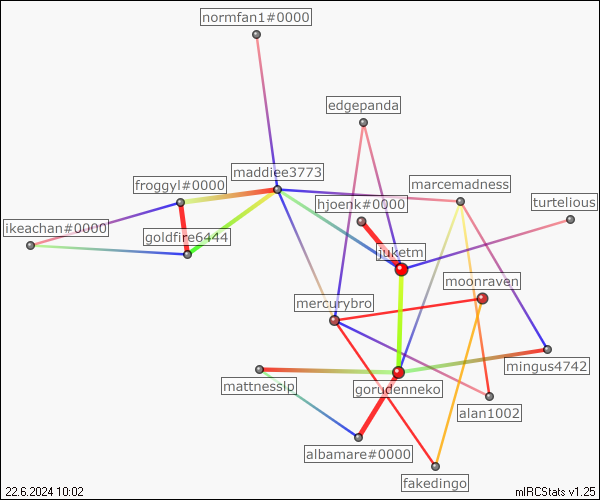 normfan1#0000
edgepanda
maddiee3773
froggyl#0000
marcemadness
hjoenk#0000
turtelious
ikeachan#0000
goldfire6444
juketm
moonraven
mercurybro
mingus4742
mattnesslp
gorudenneko
alan1002
albamare#0000
fakedingo
22.6.2024 10:02
mIRCStats v1.25